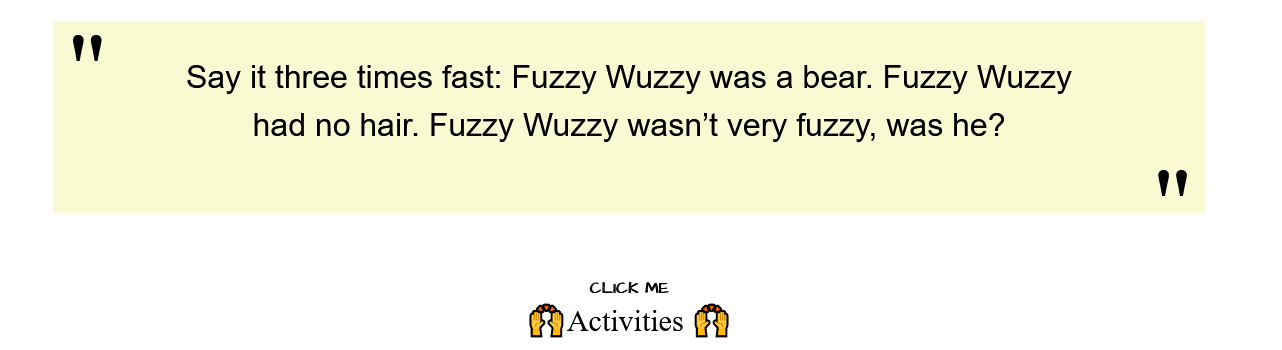 "
Say it three times fast: Fuzzy Wuzzy was a bear. Fuzzy Wuzzy
had no hair. Fuzzy Wuzzy wasn’t very fuzzy, was he?
"
CLICK ME
🙌Activities 🙌